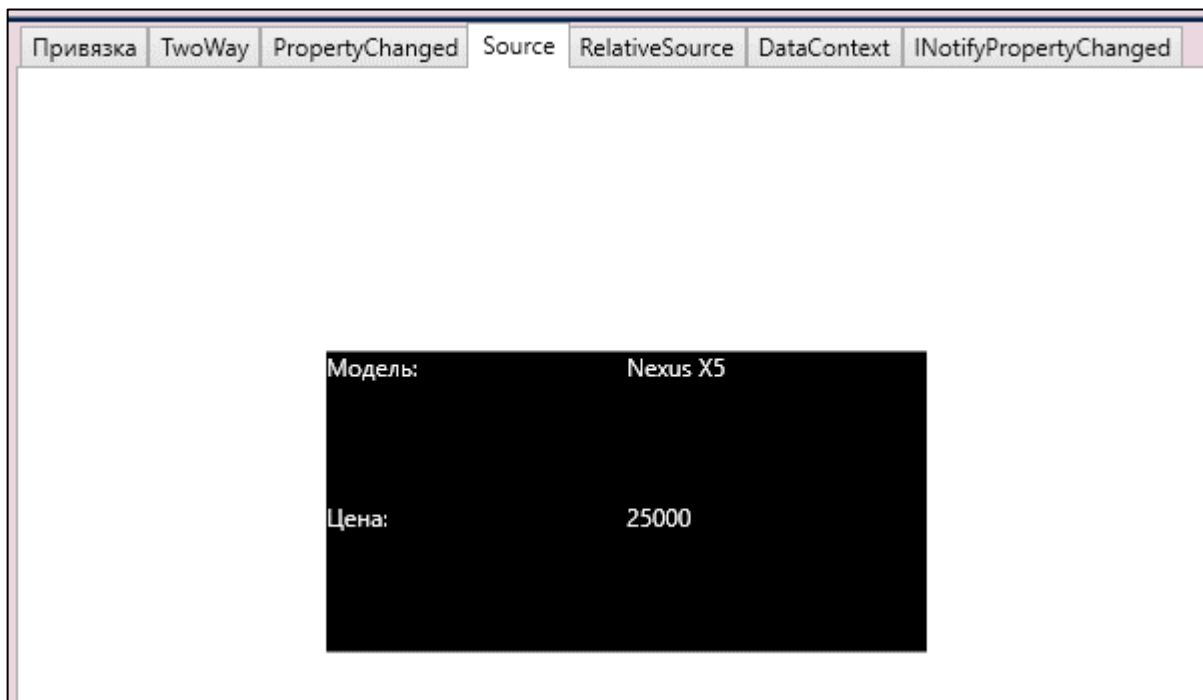 Привязка TwoWay PropertyChanged Source RelativeSource DataContext INotifyPropertyChanged
Модель: Nexus X5
Цена: 25000